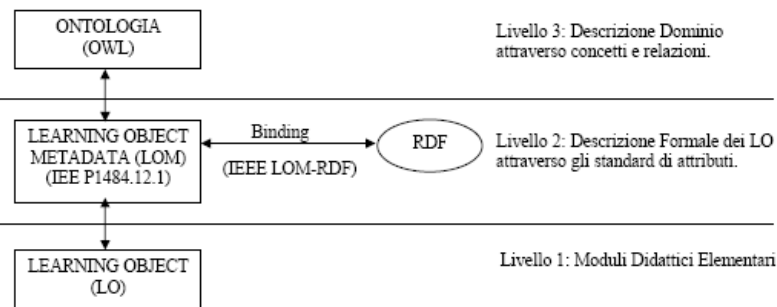 ONTOLOGIA
(OWL)
Livello 3: Descrizione Dominio
attraverso concetti e relazioni.
LEARNING OBJECT
METADATA (LOM)
(IEE P1484.12.1)
Binding
(IEEE LOM-RDF)
RDF
Livello 2: Descrizione Formale dei LO
attraverso gli standard di attributi.
LEARNING OBJECT
(LO)
Livello 1: Moduli Didattici Elementari